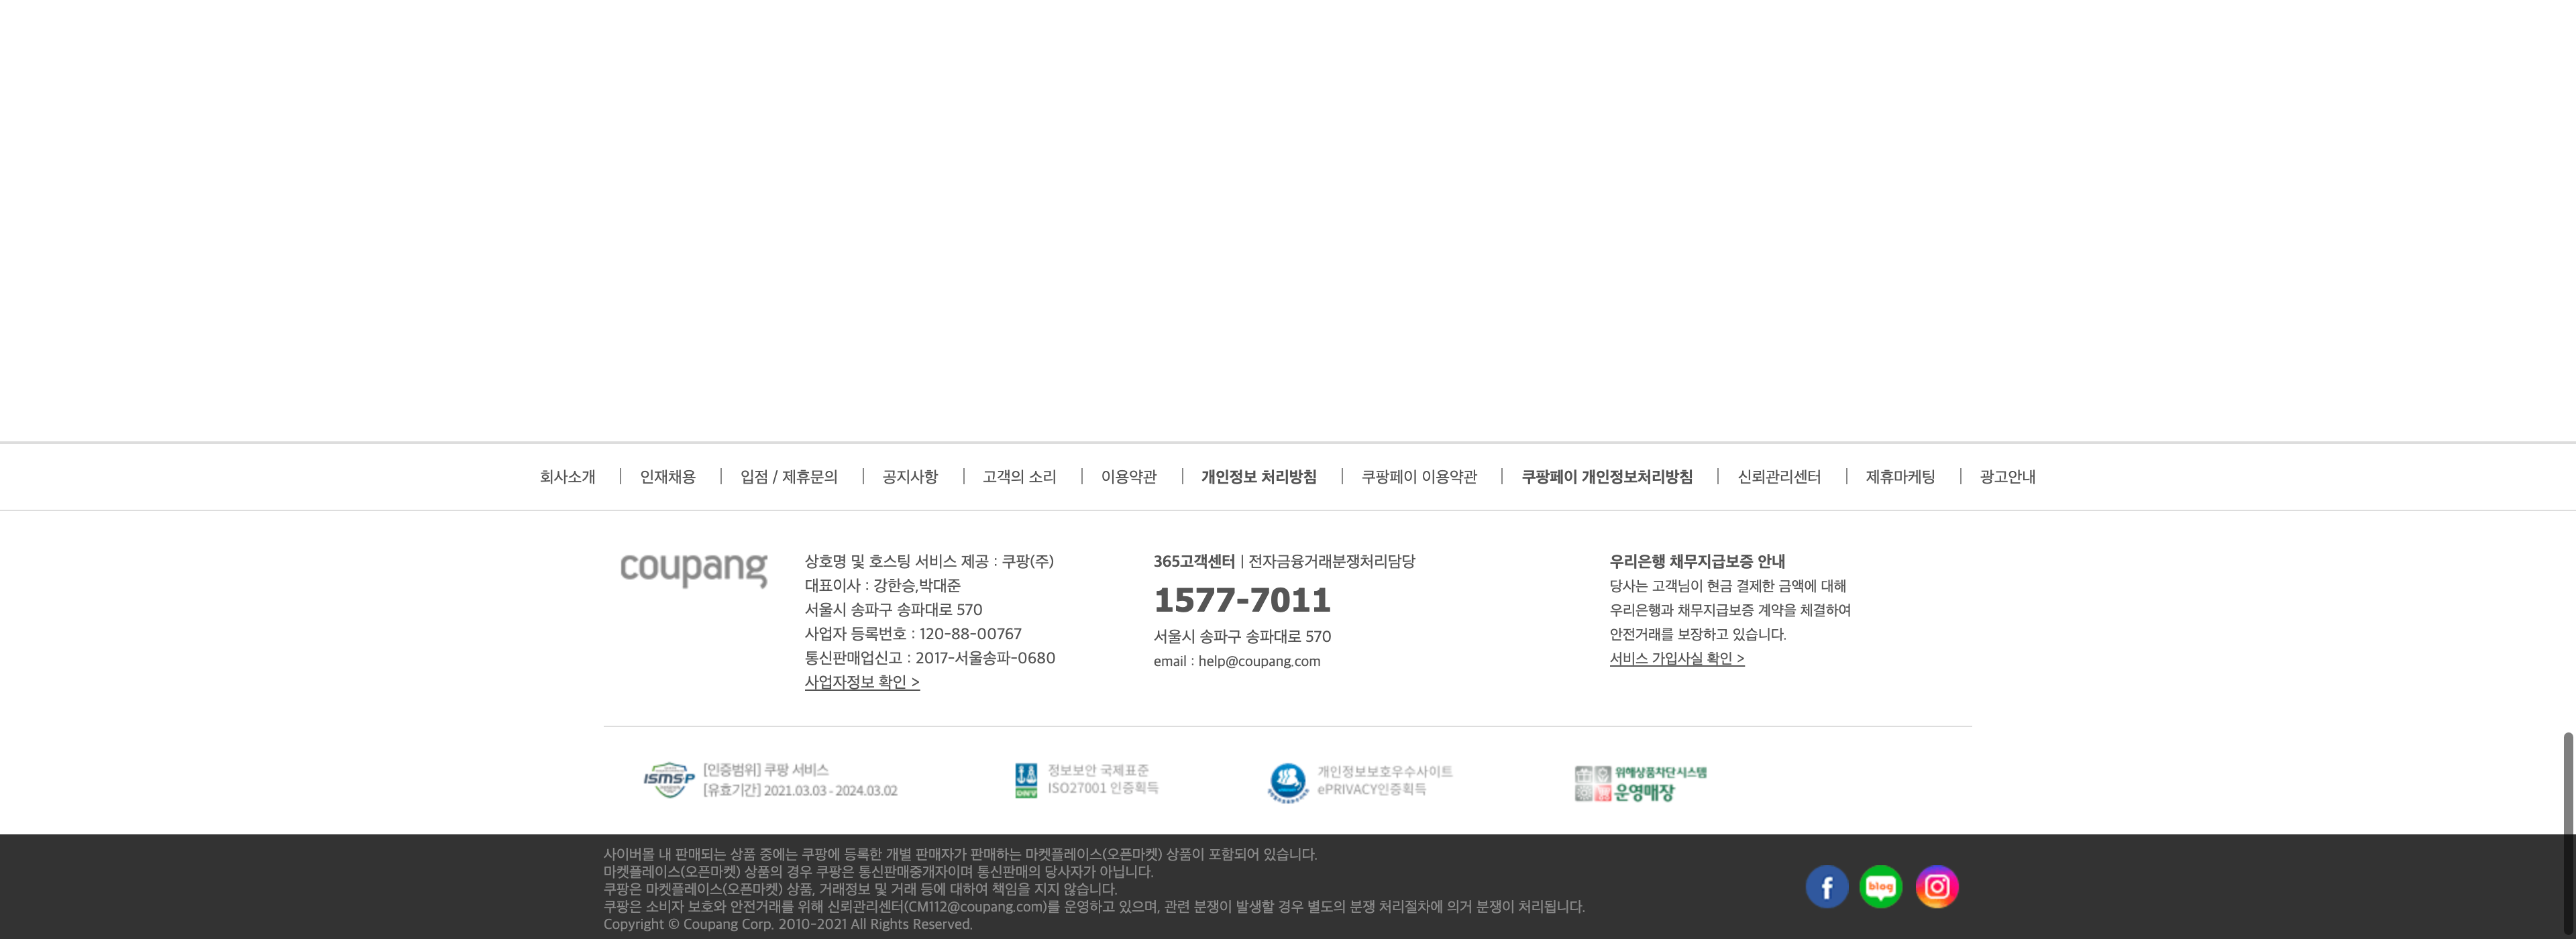 회사소개 | 인재채용 | 입점 / 제휴문의 | 공지사항 | 고객의 소리 | 이용약관 | 개인정보 처리방침 | 쿠팡페이 이용약관 | 쿠팡페이 개인정보처리방침 | 신뢰관리센터 | 제휴마케팅 | 광고안내
coupang
상호명 및 호스팅 서비스 제공 : 쿠팡(주)
대표이사 : 강한승,박대준
서울시 송파구 송파대로 570
사업자 등록번호 : 120-88-00767
통신판매업신고 : 2017-서울송파-0680
사업자정보 확인 >
365고객센터 | 전자금융거래분쟁처리담당
1577-7011
서울시 송파구 송파대로 570
email : help@coupang.com
우리은행 채무지급보증 안내
당사는 고객님이 현금 결제한 금액에 대해
우리은행과 채무지급보증 계약을 체결하여
안전거래를 보장하고 있습니다.
서비스 가입사실 확인 >
ISMS-P
[인증범위] 쿠팡 서비스
[유효기간] 2021.03.03 - 2024.03.02
DNV
정보보안 국제표준
ISO27001 인증획득
개인정보보호우수사이트
ePRIVACY인증획득
위해상품차단시스템
운영매장
사이버몰 내 판매되는 상품 중에는 쿠팡에 등록한 개별 판매자가 판매하는 마켓플레이스(오픈마켓) 상품이 포함되어 있습니다.
마켓플레이스(오픈마켓) 상품의 경우 쿠팡은 통신판매중개자이며 통신판매의 당사자가 아닙니다.
쿠팡은 마켓플레이스(오픈마켓) 상품, 거래정보 및 거래 등에 대하여 책임을 지지 않습니다.
쿠팡은 소비자 보호와 안전거래를 위해 신뢰관리센터(CM112@coupang.com)를 운영하고 있으며, 관련 분쟁이 발생할 경우 별도의 분쟁 처리절차에 의거 분쟁이 처리됩니다.
Copyright © Coupang Corp. 2010-2021 All Rights Reserved.
blog